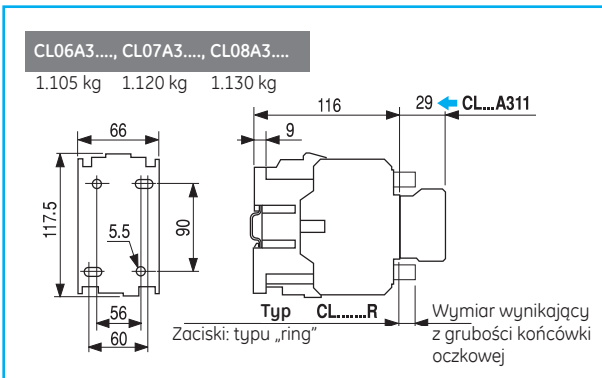 CL06A3...., CL07A3...., CL08A3....
1.105 kg 1.120 kg 1.130 kg
116 29 CL...A311
66 9
117.5 5.5 90
56
60
Typ CL.......R
Zaciski: typu „ring”
Wymiar wynikający
z grubości końcówki
oczkowej